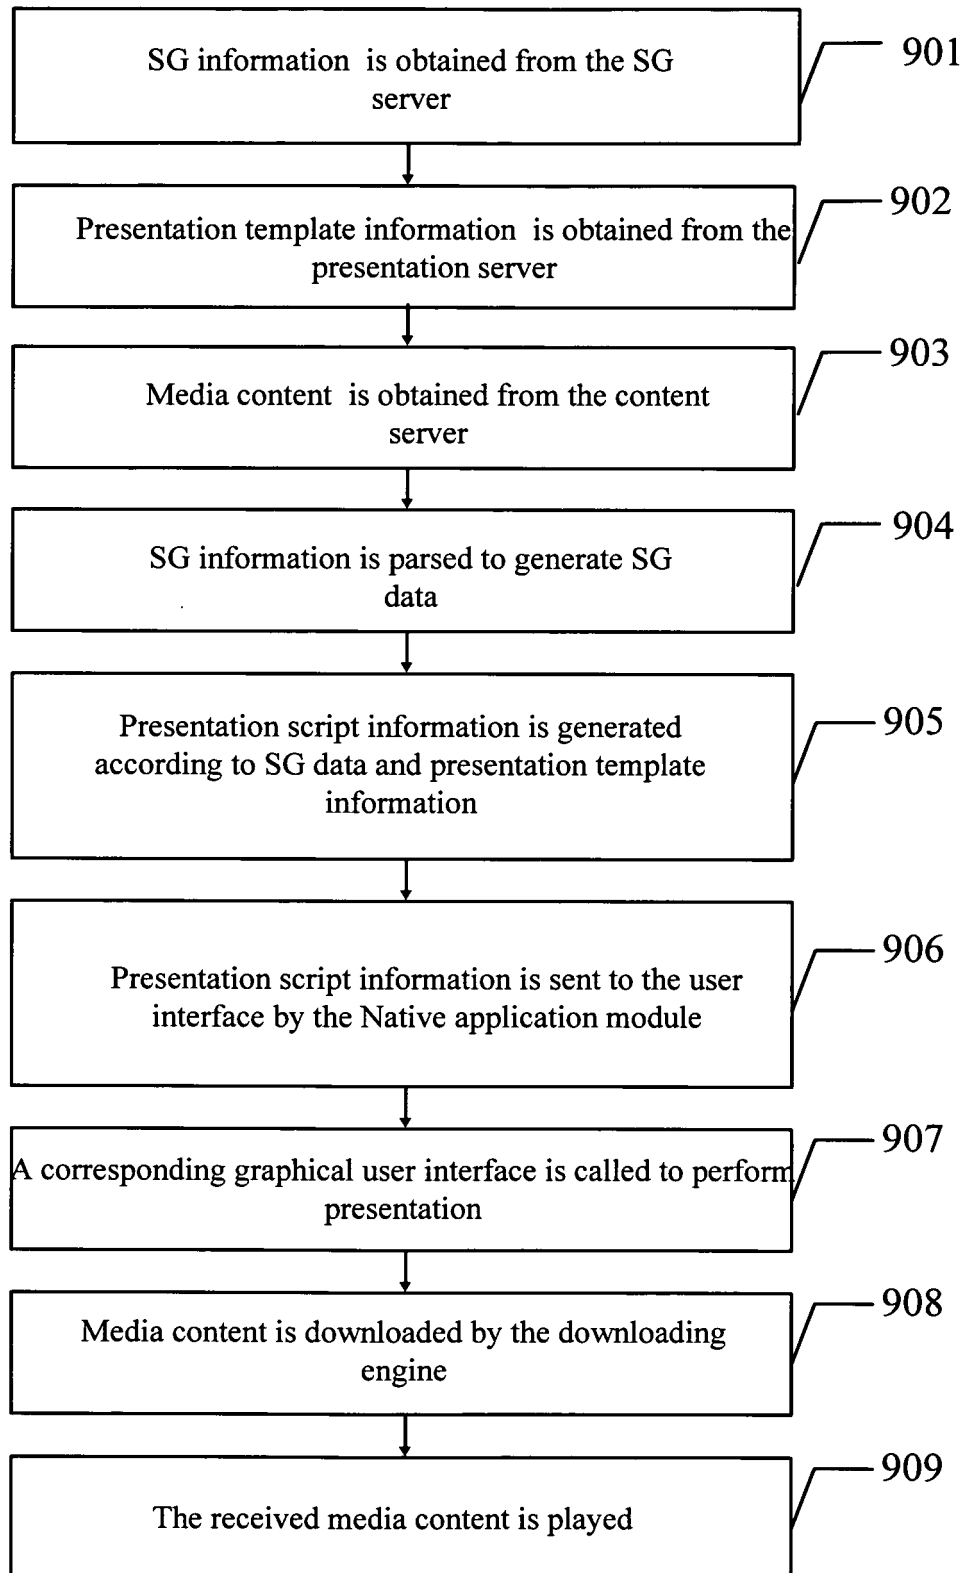 SG information is obtained from the SG
server
901
Presentation template information is obtained from the
presentation server
902
Media content is obtained from the content
server
903
SG information is parsed to generate SG
data
904
Presentation script information is generated
according to SG data and presentation template
information
905
Presentation script information is sent to the user
interface by the Native application module
906
A corresponding graphical user interface is called to perform
presentation
907
Media content is downloaded by the downloading
engine
908
The received media content is played
909